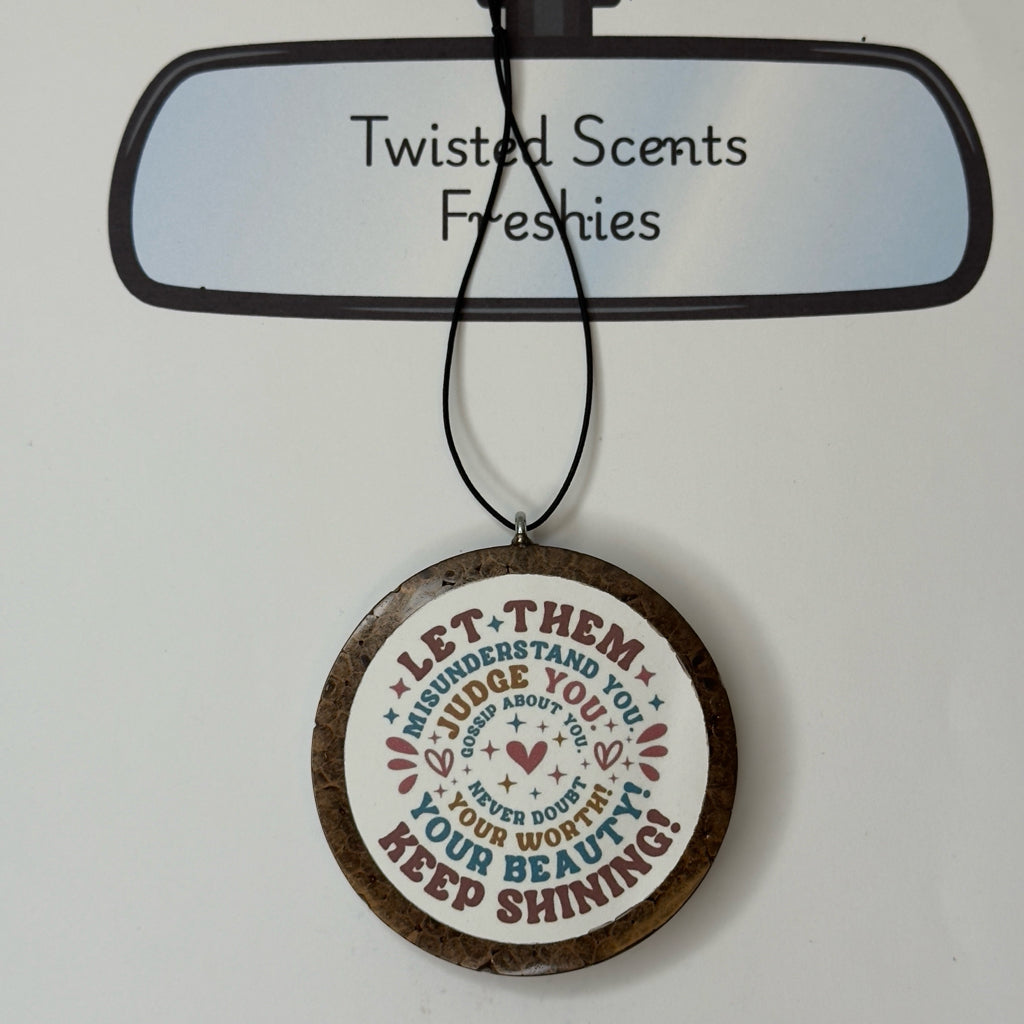 Twisted Scents
Freshies
LET THEM
MISUNDERSTAND YOU.
JUDGE YOU.
GOSSIP ABOUT YOU.
NEVER DOUBT
YOUR WORTH!
YOUR BEAUTY!
KEEP SHINING!